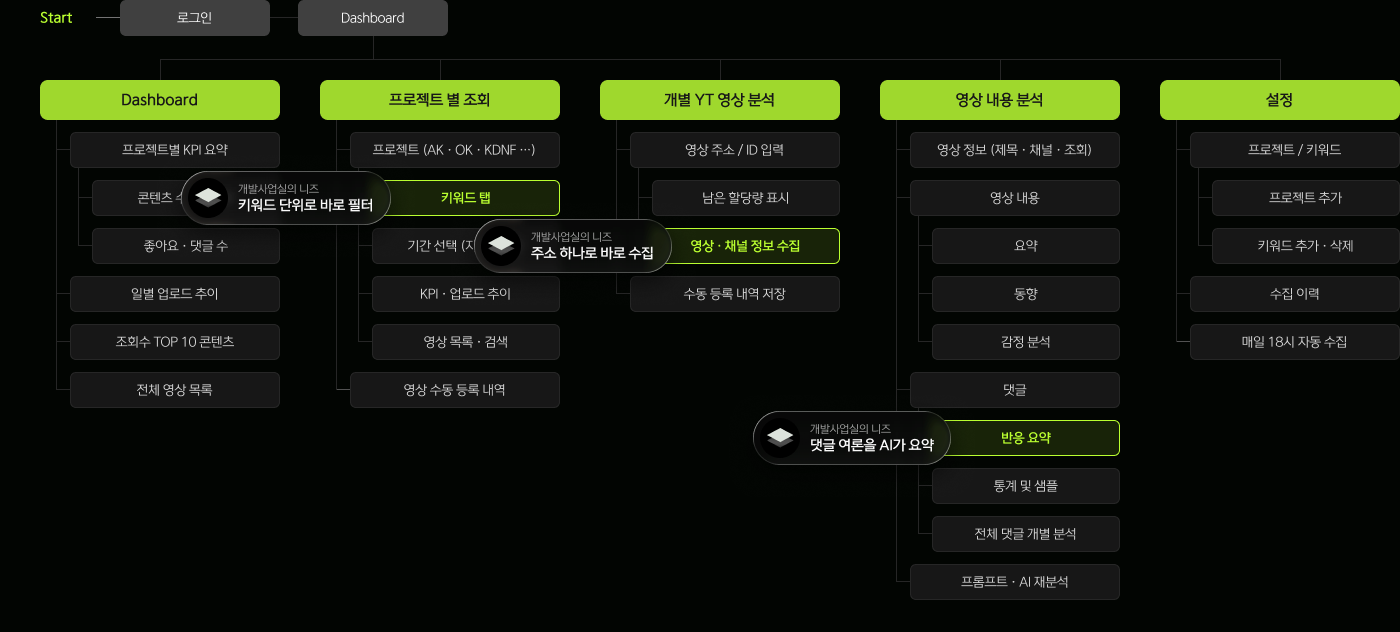 Start
로그인
Dashboard
Dashboard
프로젝트별 KPI 요약
콘텐츠
좋아요 · 댓글 수
일별 업로드 추이
조회수 TOP 10 콘텐츠
전체 영상 목록
개발사업실의 니즈
키워드 단위로 바로 필터
프로젝트 별 조회
프로젝트 (AK · OK · KDNF ···)
키워드 탭
기간 선택
KPI · 업로드 추이
영상 목록 · 검색
영상 수동 등록 내역
개발사업실의 니즈
주소 하나로 바로 수집
개별 YT 영상 분석
영상 주소 / ID 입력
남은 할당량 표시
영상 · 채널 정보 수집
수동 등록 내역 저장
영상 내용 분석
영상 정보 (제목 · 채널 · 조회)
영상 내용
요약
동향
감정 분석
댓글
개발사업실의 니즈
댓글 여론을 AI가 요약
반응 요약
통계 및 샘플
전체 댓글 개별 분석
프롬프트 · AI 재분석
설정
프로젝트 / 키워드
프로젝트 추가
키워드 추가 · 삭제
수집 이력
매일 18시 자동 수집